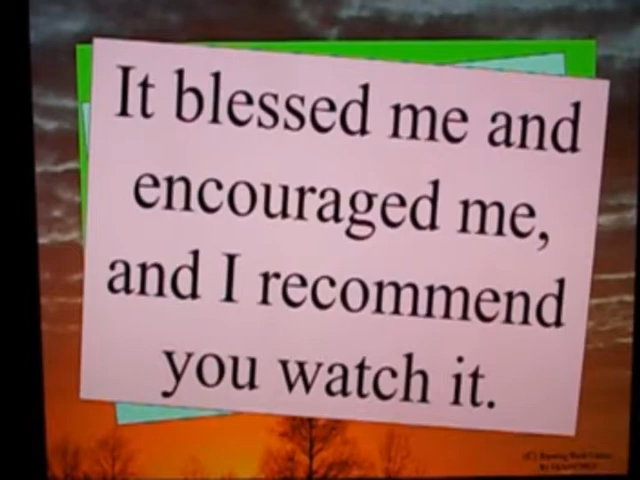 It blessed me and
encouraged me,
and I recommend
you watch it.